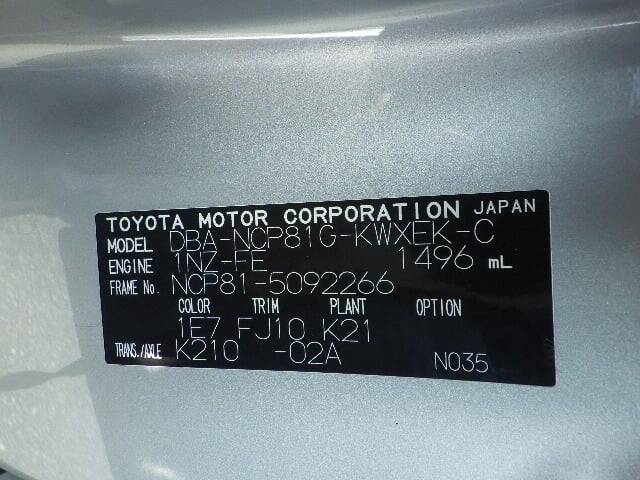 TOYOTA MOTOR CORPORATION JAPAN
MODEL DBA-NCP81G-KWXEK-C
ENGINE 1NZ-FE 1496 mL
FRAME No. NCP81-5092266
COLOR TRIM PLANT OPTION
1E7 FJ10 K21
TRANS./AXLE K210 -02A N035